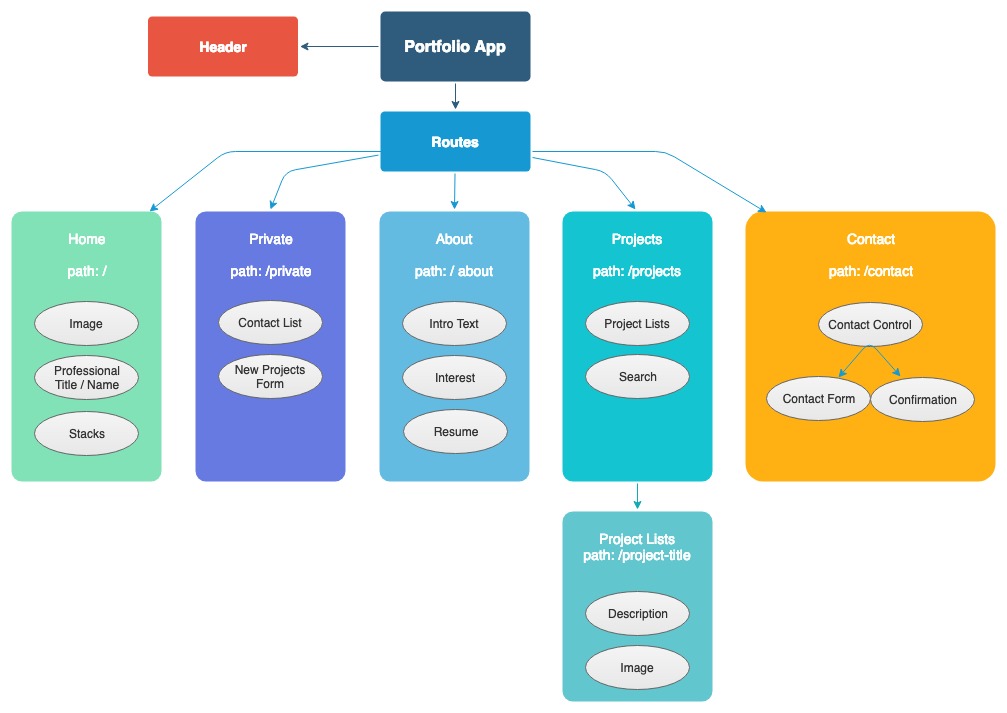 Header
Portfolio App
Routes
Home
path: /
Image
Professional
Title / Name
Stacks
Private
path: /private
Contact List
New Projects
Form
About
path: / about
Intro Text
Interest
Resume
Projects
path: /projects
Project Lists
Search
Contact
path: /contact
Contact Control
Contact Form
Confirmation
Project Lists
path: /project-title
Description
Image